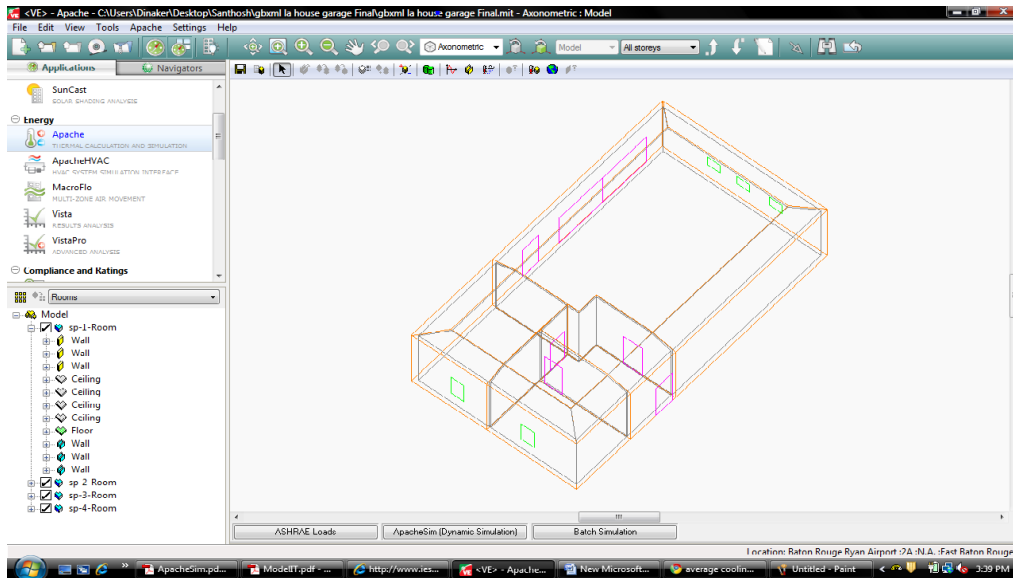 <VE> - Apache - C:\Users\Dinaker\Desktop\Santhosh\gbxml la house garage Final\gbxml la house garage Final.mit - Axonometric : Model
File Edit View Tools Apache Settings Help
Axonometric Model All storeys
Applications Navigators
SunCast
SOLAR SHADING ANALYSIS
Energy
Apache
THERMAL CALCULATION AND SIMULATION
ApacheHVAC
HVAC SYSTEM SIMULATION INTERFACE
MacroFlo
MULTI-ZONE AIR MOVEMENT
Vista
RESULTS ANALYSIS
VistaPro
ADVANCED ANALYSIS
Compliance and Ratings
Rooms
Model
sp-1-Room
Wall
Wall
Wall
Ceiling
Ceiling
Ceiling
Ceiling
Floor
Wall
Wall
Wall
sp 2 Room
sp-3-Room
sp-4-Room
ASHRAE Loads ApacheSim (Dynamic Simulation) Batch Simulation
Location: Baton Rouge Ryan Airport :2A :N.A. :East Baton Rouge
ApacheSim.pd... ModelIT.pdf - ... http://www.ies... <VE> - Apache... New Microsoft... average coolin... Untitled - Paint 3:39 PM